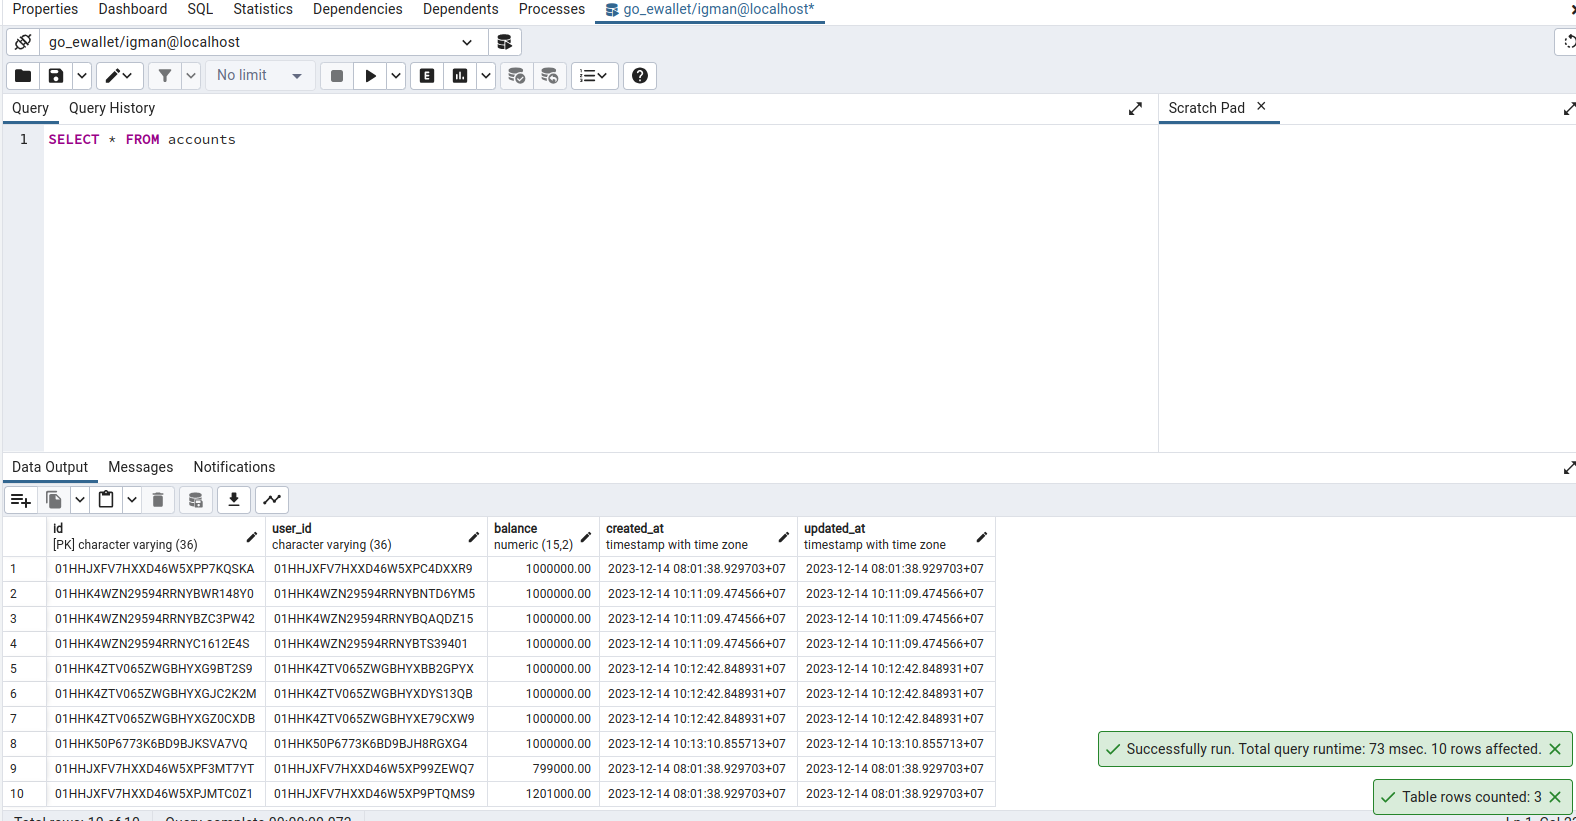 Properties Dashboard SQL Statistics Dependencies Dependents Processes go_ewallet/igman@localhost*
go_ewallet/igman@localhost
No limit E
Query Query History Scratch Pad
1 SELECT * FROM accounts
Data Output Messages Notifications
id user_id balance created_at updated_at
[PK] character varying (36) character varying (36) numeric (15,2) timestamp with time zone timestamp with time zone
1 01HHJXFV7HXXD46W5XPP7KQSKA 01HHJXFV7HXXD46W5XPC4DXXR9 1000000.00 2023-12-14 08:01:38.929703+07 2023-12-14 08:01:38.929703+07
2 01HHK4WZN29594RRNYBWR148Y0 01HHK4WZN29594RRNYBNTD6YM5 1000000.00 2023-12-14 10:11:09.474566+07 2023-12-14 10:11:09.474566+07
3 01HHK4WZN29594RRNYBZC3PW42 01HHK4WZN29594RRNYBQAQDZ15 1000000.00 2023-12-14 10:11:09.474566+07 2023-12-14 10:11:09.474566+07
4 01HHK4WZN29594RRNYC1612E4S 01HHK4WZN29594RRNYBTS39401 1000000.00 2023-12-14 10:11:09.474566+07 2023-12-14 10:11:09.474566+07
5 01HHK4ZTV065ZWGBHYXG9BT2S9 01HHK4ZTV065ZWGBHYXBB2GPYX 1000000.00 2023-12-14 10:12:42.848931+07 2023-12-14 10:12:42.848931+07
6 01HHK4ZTV065ZWGBHYXGJC2K2M 01HHK4ZTV065ZWGBHYXDYS13QB 1000000.00 2023-12-14 10:12:42.848931+07 2023-12-14 10:12:42.848931+07
7 01HHK4ZTV065ZWGBHYXGZ0CXDB 01HHK4ZTV065ZWGBHYXE79CXW9 1000000.00 2023-12-14 10:12:42.848931+07 2023-12-14 10:12:42.848931+07
8 01HHK50P6773K6BD9BJKSVA7VQ 01HHK50P6773K6BD9BJH8RGXG4 1000000.00 2023-12-14 10:13:10.855713+07 2023-12-14 10:13:10.855713+07
Successfully run. Total query runtime: 73 msec. 10 rows affected.
9 01HHJXFV7HXXD46W5XPF3MT7YT 01HHJXFV7HXXD46W5XP99ZEWQ7 799000.00 2023-12-14 08:01:38.929703+07 2023-12-14 08:01:38.929703+07
10 01HHJXFV7HXXD46W5XPJMTC0Z1 01HHJXFV7HXXD46W5XP9PTQMS9 1201000.00 2023-12-14 08:01:38.929703+07 2023-12-14 08:01:38.929703+07
Table rows counted: 3
Total rows: 10 of 10 Query complete 00:00:00.073